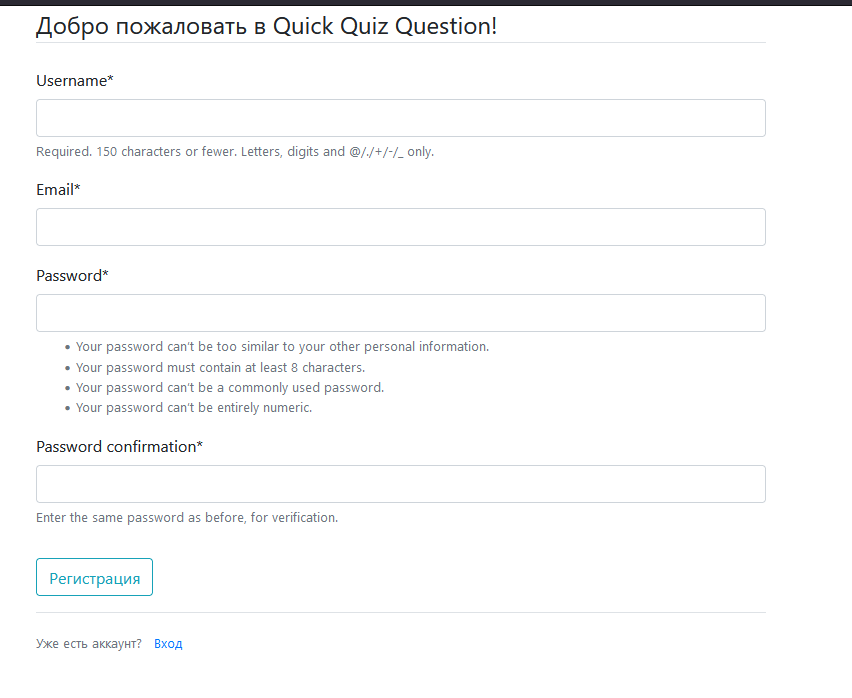 Добро пожаловать в Quick Quiz Question!
Username*
Required. 150 characters or fewer. Letters, digits and @/./+/-/_ only.
Email*
Password*
• Your password can't be too similar to your other personal information.
• Your password must contain at least 8 characters.
• Your password can't be a commonly used password.
• Your password can't be entirely numeric.
Password confirmation*
Enter the same password as before, for verification.
Регистрация
Уже есть аккаунт? Вход